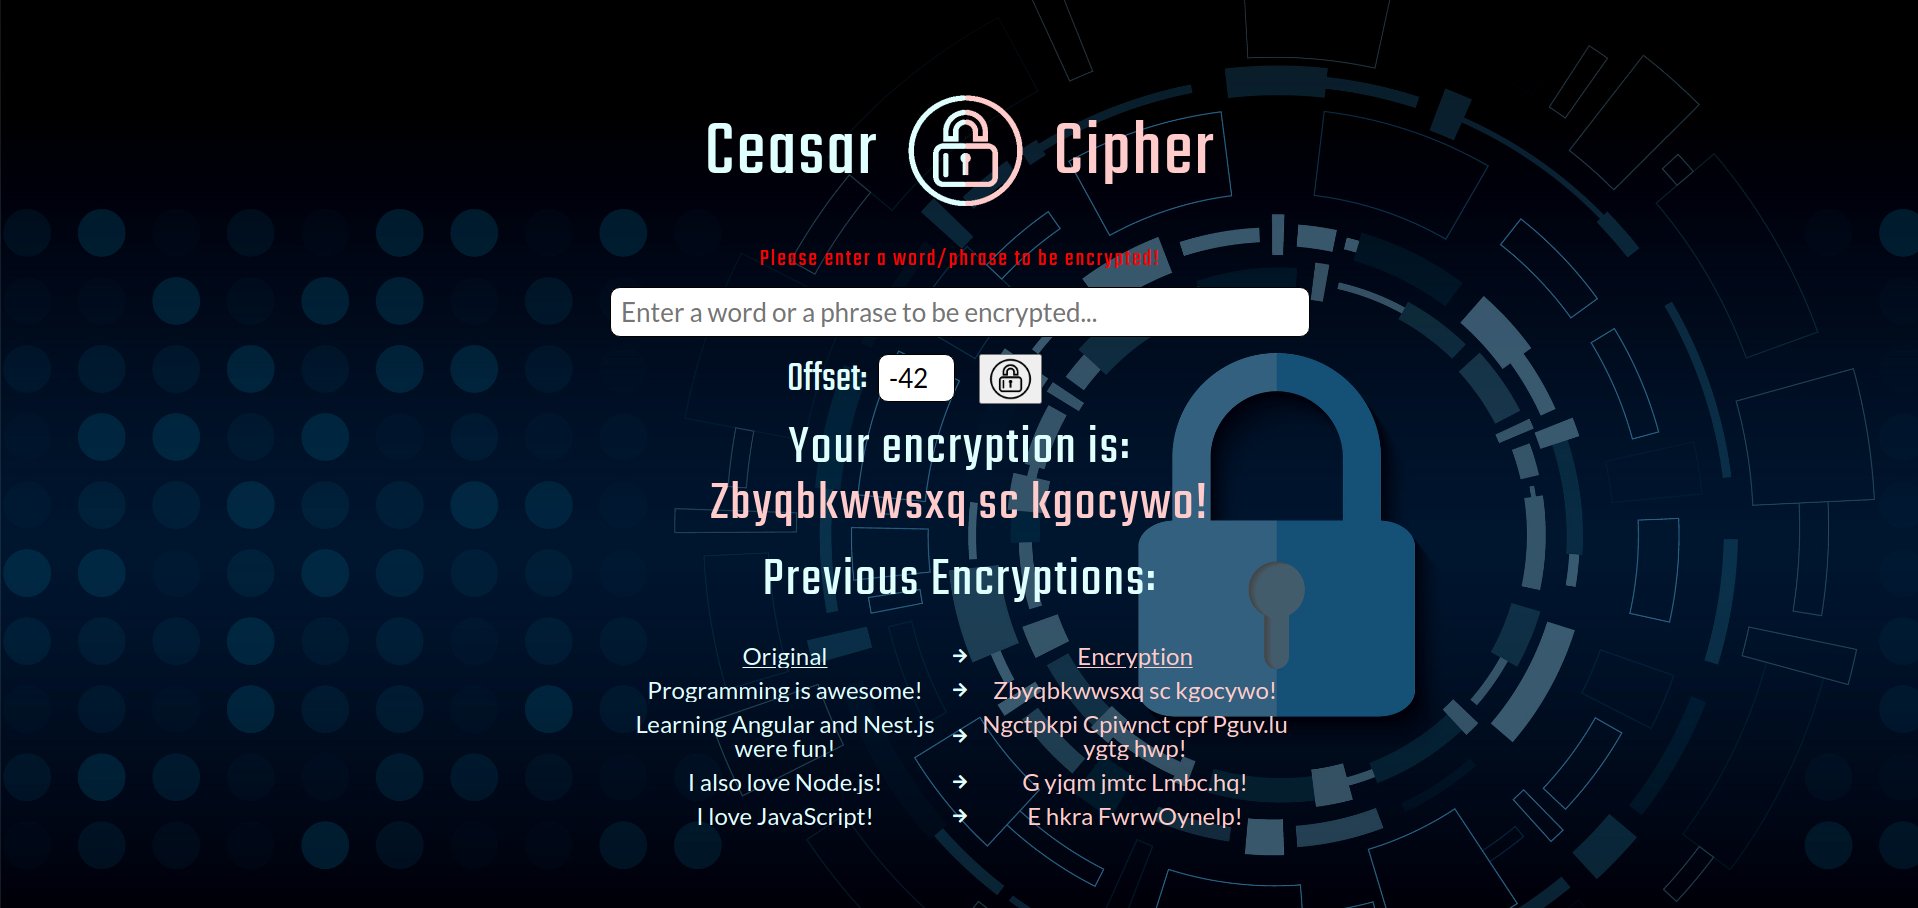 Ceasar Cipher
Please enter a word/phrase to be encrypted!
Enter a word or a phrase to be encrypted...
Offset: -42
Your encryption is:
Zbyqbkwwsxq sc kgocywo!
Previous Encryptions:
Original → Encryption
Programming is awesome! → Zbyqbkwwsxq sc kgocywo!
Learning Angular and Nest.js → Ngctpkpi Cpiwnct cpf Pguv.lu
were fun! ygtg hwp!
I also love Node.js! → G yjqm jmtc Lmbc.hq!
I love JavaScript! → E hkra FwrwOynelp!